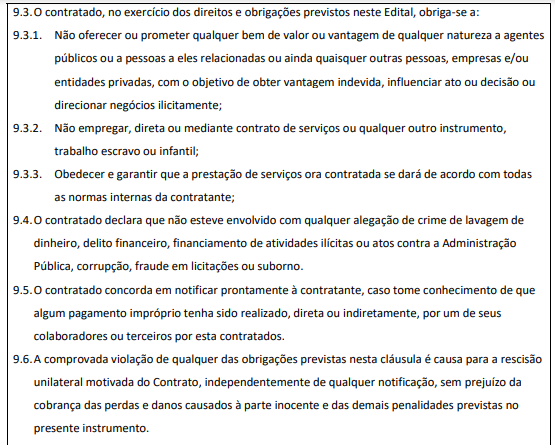 9.3. O contratado, no exercício dos direitos e obrigações previstos neste Edital, obriga-se a:
9.3.1. Não oferecer ou prometer qualquer bem de valor ou vantagem de qualquer natureza a agentes
públicos ou a pessoas a eles relacionadas ou ainda quaisquer outras pessoas, empresas e/ou
entidades privadas, com o objetivo de obter vantagem indevida, influenciar ato ou decisão ou
direcionar negócios ilicitamente;
9.3.2. Não empregar, direta ou mediante contrato de serviços ou qualquer outro instrumento,
trabalho escravo ou infantil;
9.3.3. Obedecer e garantir que a prestação de serviços ora contratada se dará de acordo com todas
as normas internas da contratante;
9.4. O contratado declara que não esteve envolvido com qualquer alegação de crime de lavagem de
dinheiro, delito financeiro, financiamento de atividades ilícitas ou atos contra a Administração
Pública, corrupção, fraude em licitações ou suborno.
9.5. O contratado concorda em notificar prontamente à contratante, caso tome conhecimento de que
algum pagamento impróprio tenha sido realizado, direta ou indiretamente, por um de seus
colaboradores ou terceiros por esta contratados.
9.6. A comprovada violação de qualquer das obrigações previstas nesta cláusula é causa para a rescisão
unilateral motivada do Contrato, independentemente de qualquer notificação, sem prejuízo da
cobrança das perdas e danos causados à parte inocente e das demais penalidades previstas no
presente instrumento.